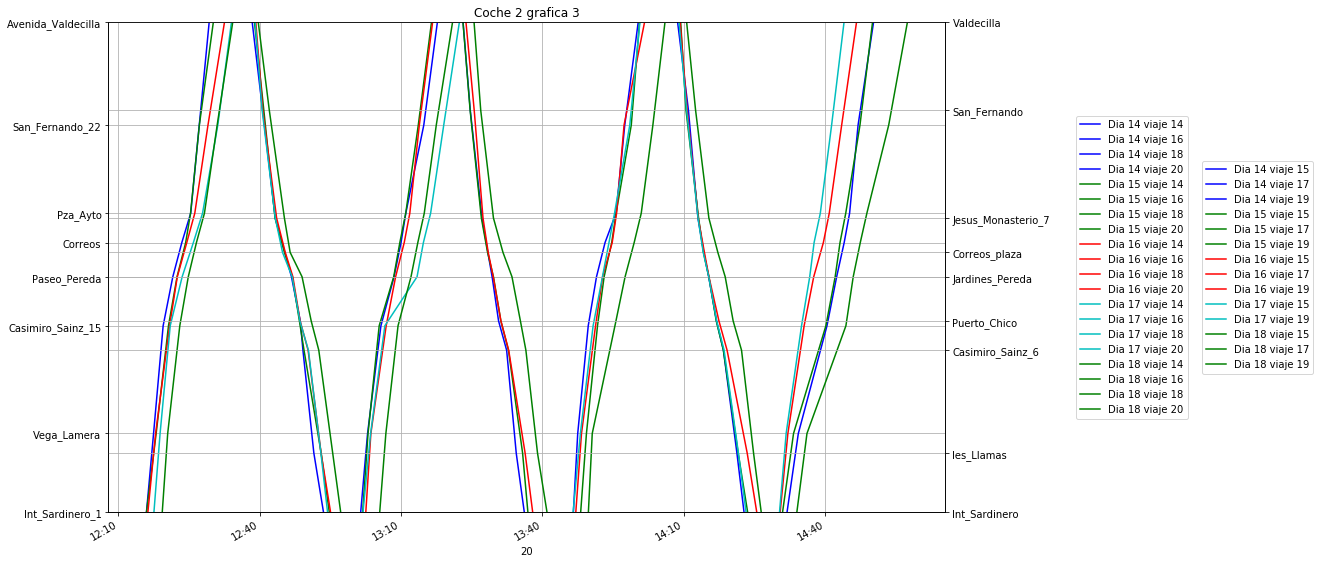 Coche 2 grafica 3
Avenida_Valdecilla
San_Fernando_22
Pza_Ayto
Correos
Paseo_Pereda
Casimiro_Sainz_15
Vega_Lamera
Int_Sardinero_1
Valdecilla
San_Fernando
Jesus_Monasterio_7
Correos_plaza
Jardines_Pereda
Puerto_Chico
Casimiro_Sainz_6
Ies_Llamas
Int_Sardinero
12:10
12:40
13:10
13:40
14:10
14:40
20
Dia 14 viaje 14
Dia 14 viaje 16
Dia 14 viaje 18
Dia 14 viaje 20
Dia 15 viaje 14
Dia 15 viaje 16
Dia 15 viaje 18
Dia 15 viaje 20
Dia 16 viaje 14
Dia 16 viaje 16
Dia 16 viaje 18
Dia 16 viaje 20
Dia 17 viaje 14
Dia 17 viaje 16
Dia 17 viaje 18
Dia 17 viaje 20
Dia 18 viaje 14
Dia 18 viaje 16
Dia 18 viaje 18
Dia 18 viaje 20
Dia 14 viaje 15
Dia 14 viaje 17
Dia 14 viaje 19
Dia 15 viaje 15
Dia 15 viaje 17
Dia 15 viaje 19
Dia 16 viaje 15
Dia 16 viaje 17
Dia 16 viaje 19
Dia 17 viaje 15
Dia 17 viaje 19
Dia 18 viaje 15
Dia 18 viaje 17
Dia 18 viaje 19